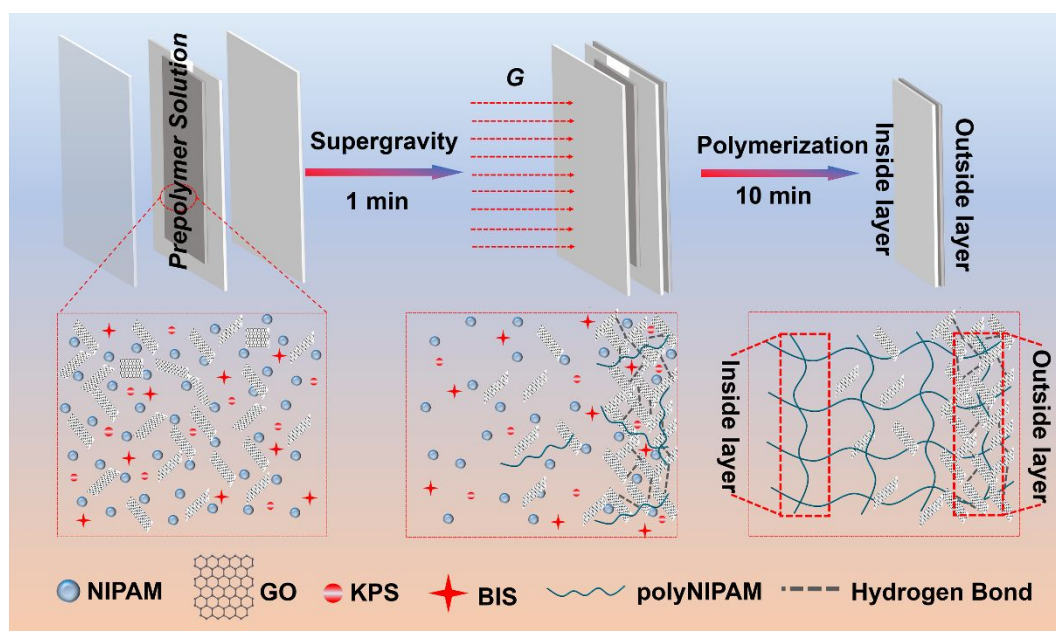 Prepolymer Solution
Supergravity
1 min
G
Polymerization
10 min
Inside layer
Outside layer
Inside layer
Outside layer
NIPAM
GO
KPS
BIS
polyNIPAM
Hydrogen Bond